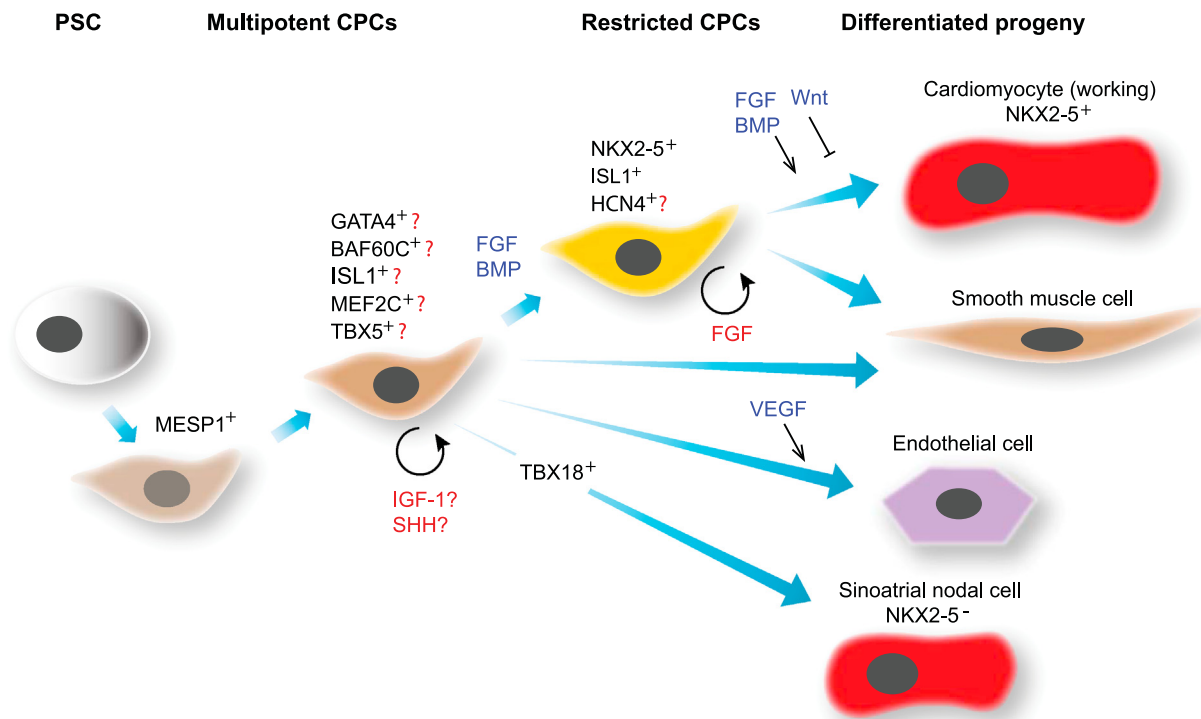 PSC
Multipotent CPCs
Restricted CPCs
Differentiated progeny
FGF
BMP
Wnt
Cardiomyocyte (working)
NKX2-5⁺
NKX2-5⁺
ISL1⁺
HCN4⁺?
GATA4⁺?
BAF60C⁺?
ISL1⁺?
MEF2C⁺?
TBX5⁺?
FGF
BMP
FGF
Smooth muscle cell
MESP1⁺
VEGF
Endothelial cell
TBX18⁺
IGF-1?
SHH?
Sinoatrial nodal cell
NKX2-5⁻